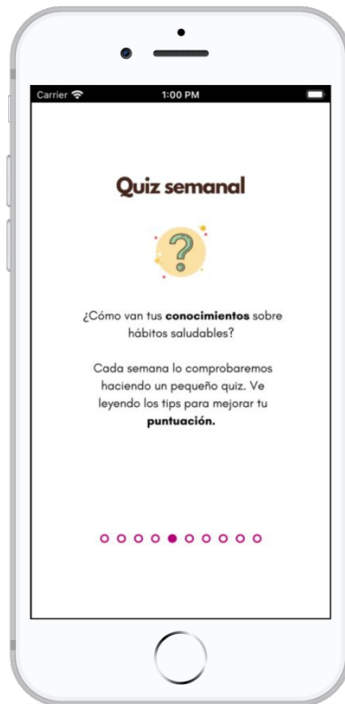 Carrier 1:00 PM
Quiz semanal
?
¿Cómo van tus conocimientos sobre
hábitos saludables?
Cada semana lo comprobaremos
haciendo un pequeño quiz. Ve
leyendo los tips para mejorar tu
puntuación.